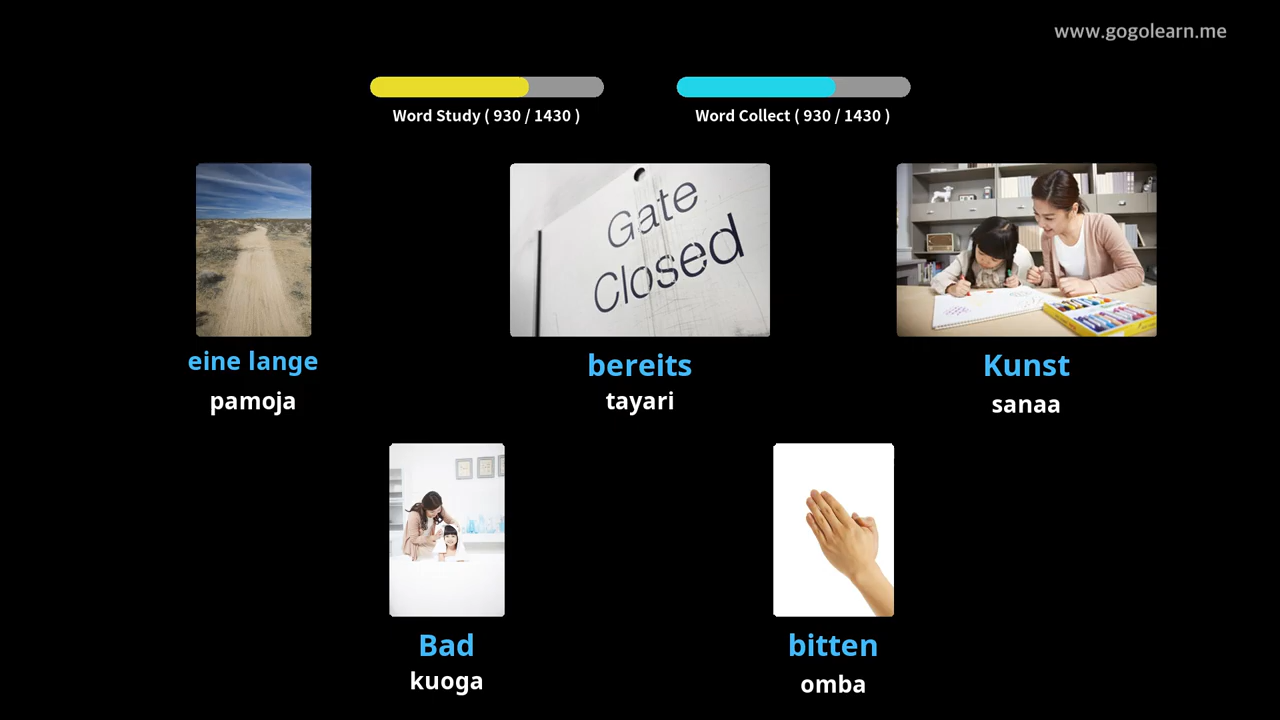 www.gogolearn.me
Word Study ( 930 / 1430 )
Word Collect ( 930 / 1430 )
Gate
Closed
eine lange
pamoja
bereits
tayari
Kunst
sanaa
Bad
kuoga
bitten
omba